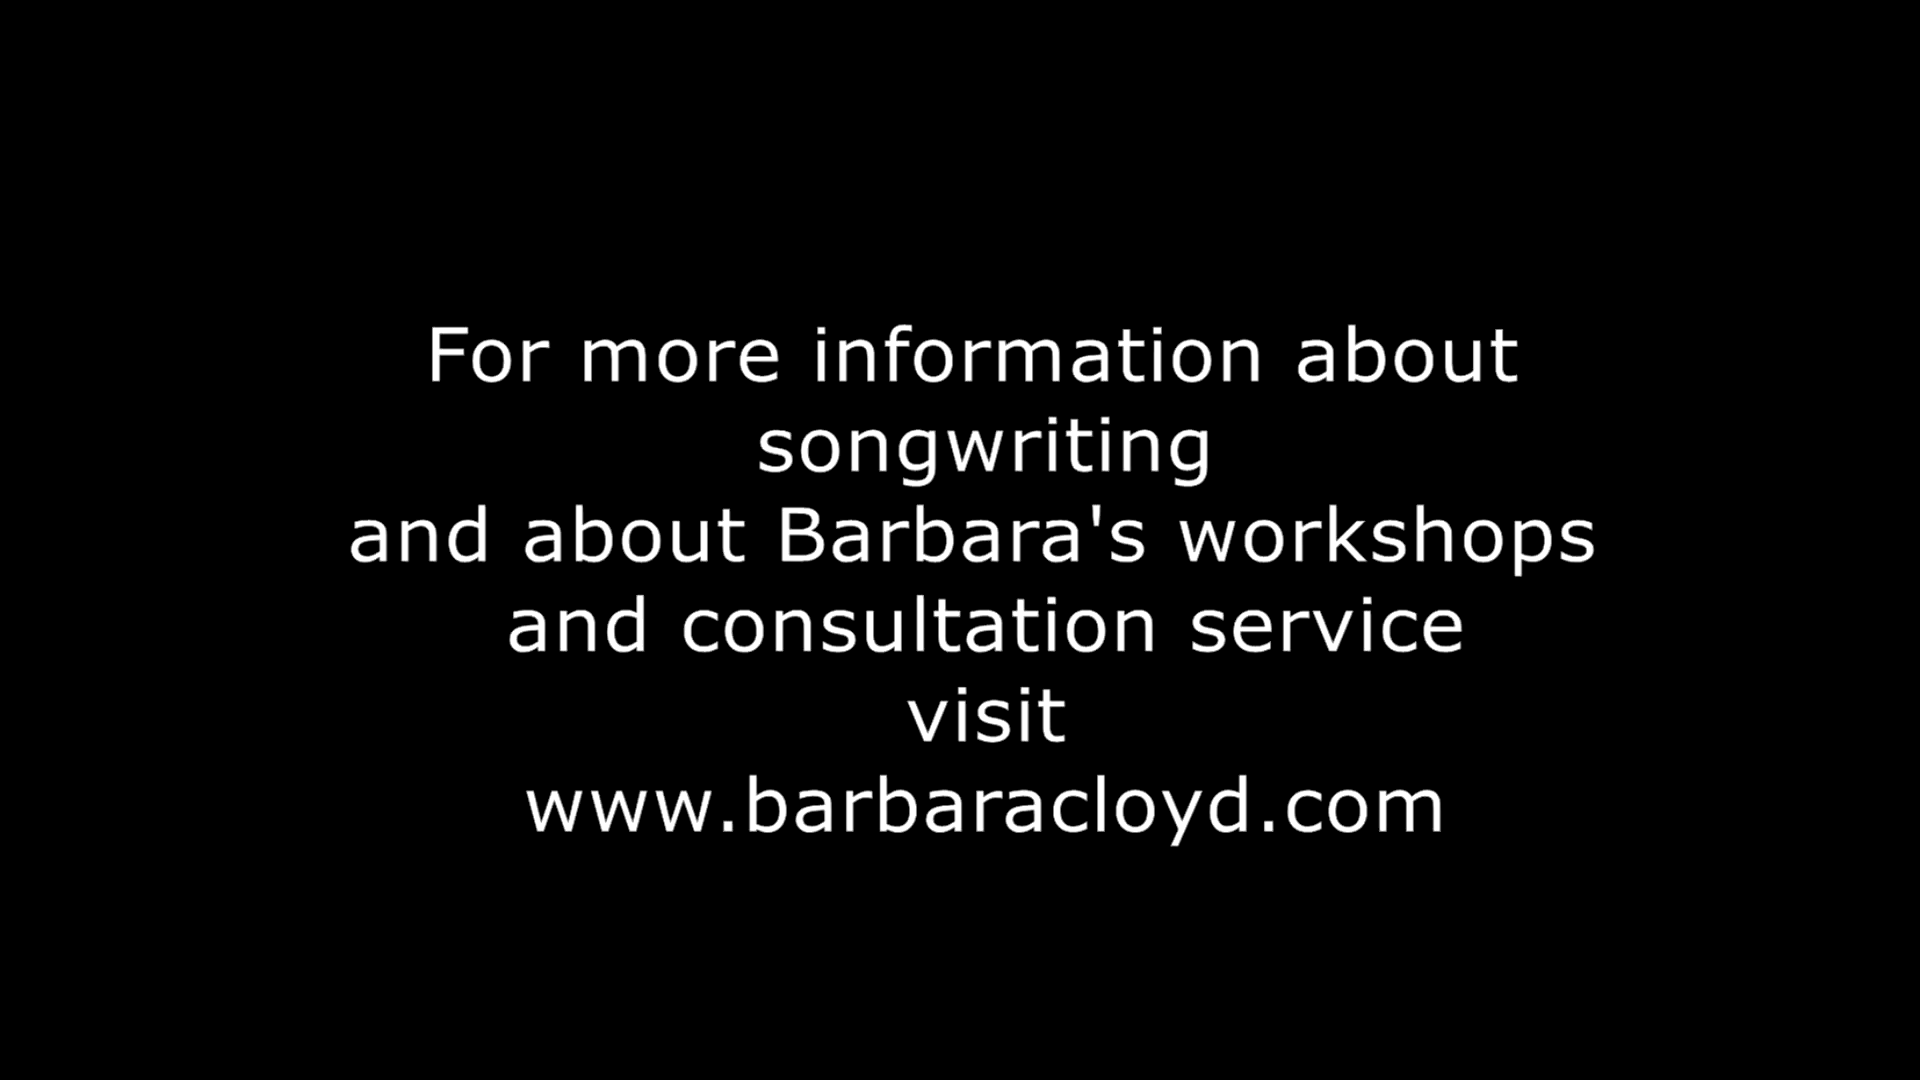 For more information about
songwriting
and about Barbara's workshops
and consultation service
visit
www.barbaracloyd.com